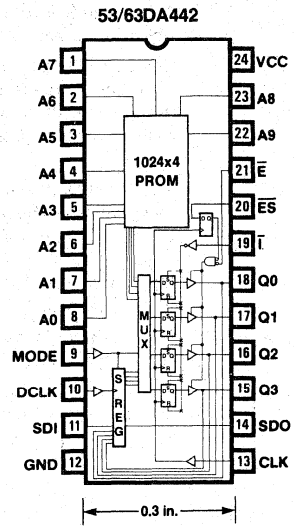 53/63DA442
A7 1 24 VCC
A6 2 23 A8
A5 3 22 A9
1024x4
PROM
A4 4 21 E̅
A3 5 20 E̅S̅
A2 6 19 I̅
A1 7 18 Q0
MUX
A0 8 17 Q1
MODE 9 16 Q2
DCLK 10 15 Q3
S REG
SDI 11 14 SDO
GND 12 13 CLK
0.3 in.